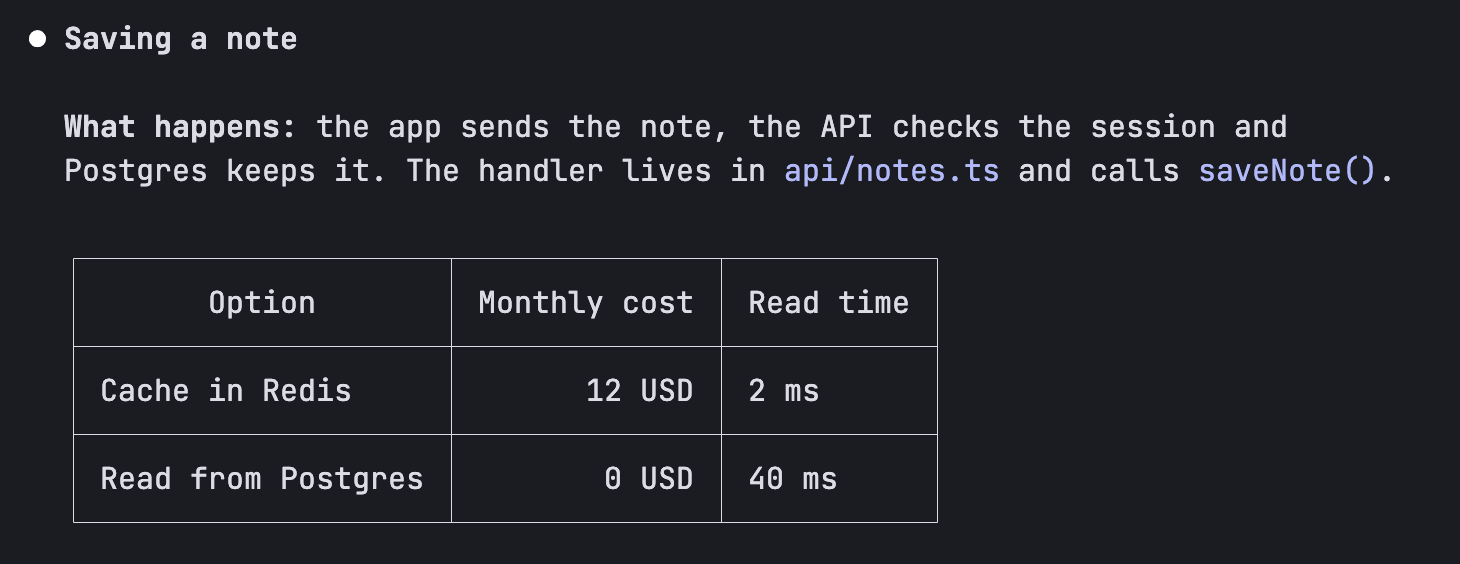 Saving a note
What happens: the app sends the note, the API checks the session and
Postgres keeps it. The handler lives in api/notes.ts and calls saveNote().
Option Monthly cost Read time
Cache in Redis 12 USD 2 ms
Read from Postgres 0 USD 40 ms